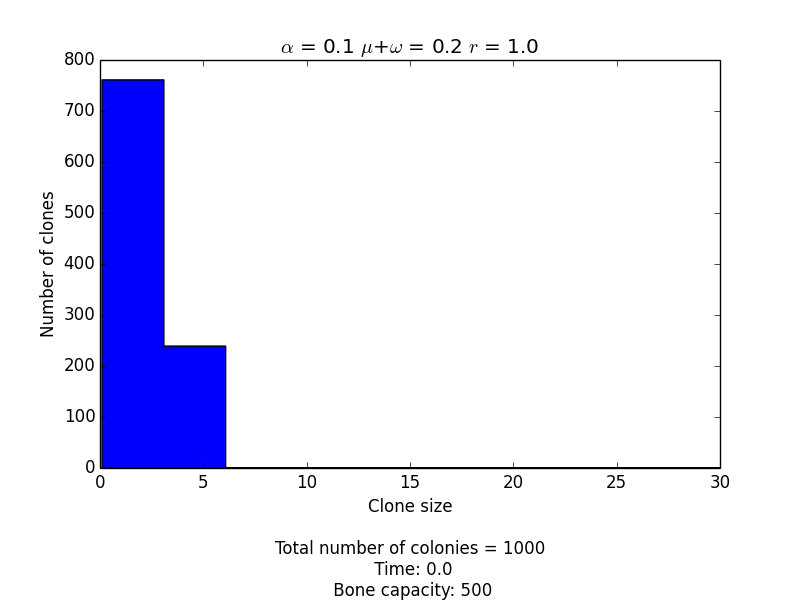 α = 0.1 μ+ω = 0.2 r = 1.0
800
700
600
500
400
300
200
100
0
Number of clones
0 5 10 15 20 25 30
Clone size
Total number of colonies = 1000
Time: 0.0
Bone capacity: 500